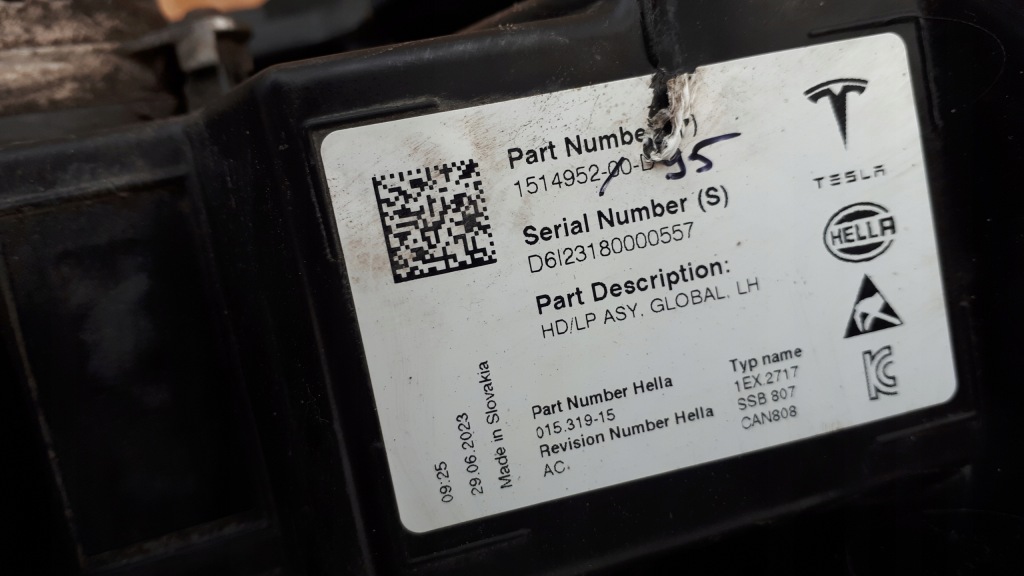 Part Number
1514952-00-
95
Serial Number (S)
D6I23180000557
Part Description:
HD/LP ASY. GLOBAL. LH
Part Number Hella
015.319-15
Revision Number Hella
AC.
Typ name
1EX.2717
SSB 807
CAN808
09:25
29.06.2023
Made in Slovakia
TESLA
HELLA